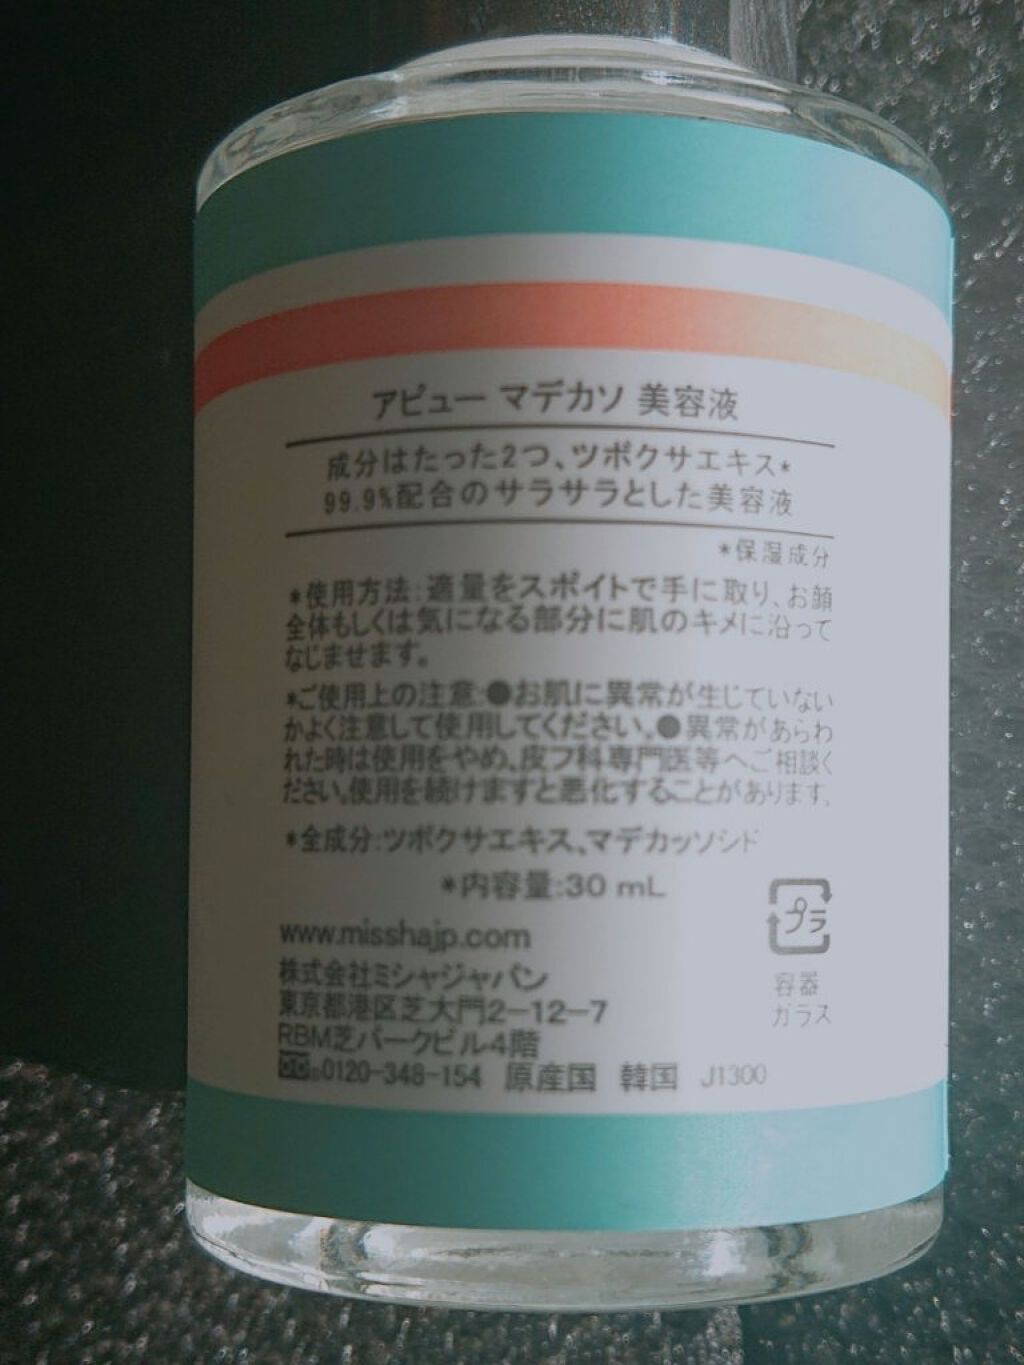 アピュー マデカソ 美容液
成分はたった2つ、ツボクサエキス*
99.9%配合のサラサラとした美容液
*保湿成分
*使用方法:適量をスポイトで手に取り、お顔
全体もしくは気になる部分に肌のキメに沿って
なじませます。
*ご使用上の注意:●お肌に異常が生じていない
かよく注意して使用してください。●異常があらわ
れた時は使用をやめ、皮フ科専門医等へご相談く
ださい。使用を続けますと悪化することがあります。
*全成分:ツボクサエキス、マデカッソシド
*内容量:30 mL
プラ
容器
ガラス
www.misshajp.com
株式会社ミシャジャパン
東京都港区芝大門2-12-7
RBM芝パークビル4階
0120-348-154 原産国 韓国 J1300